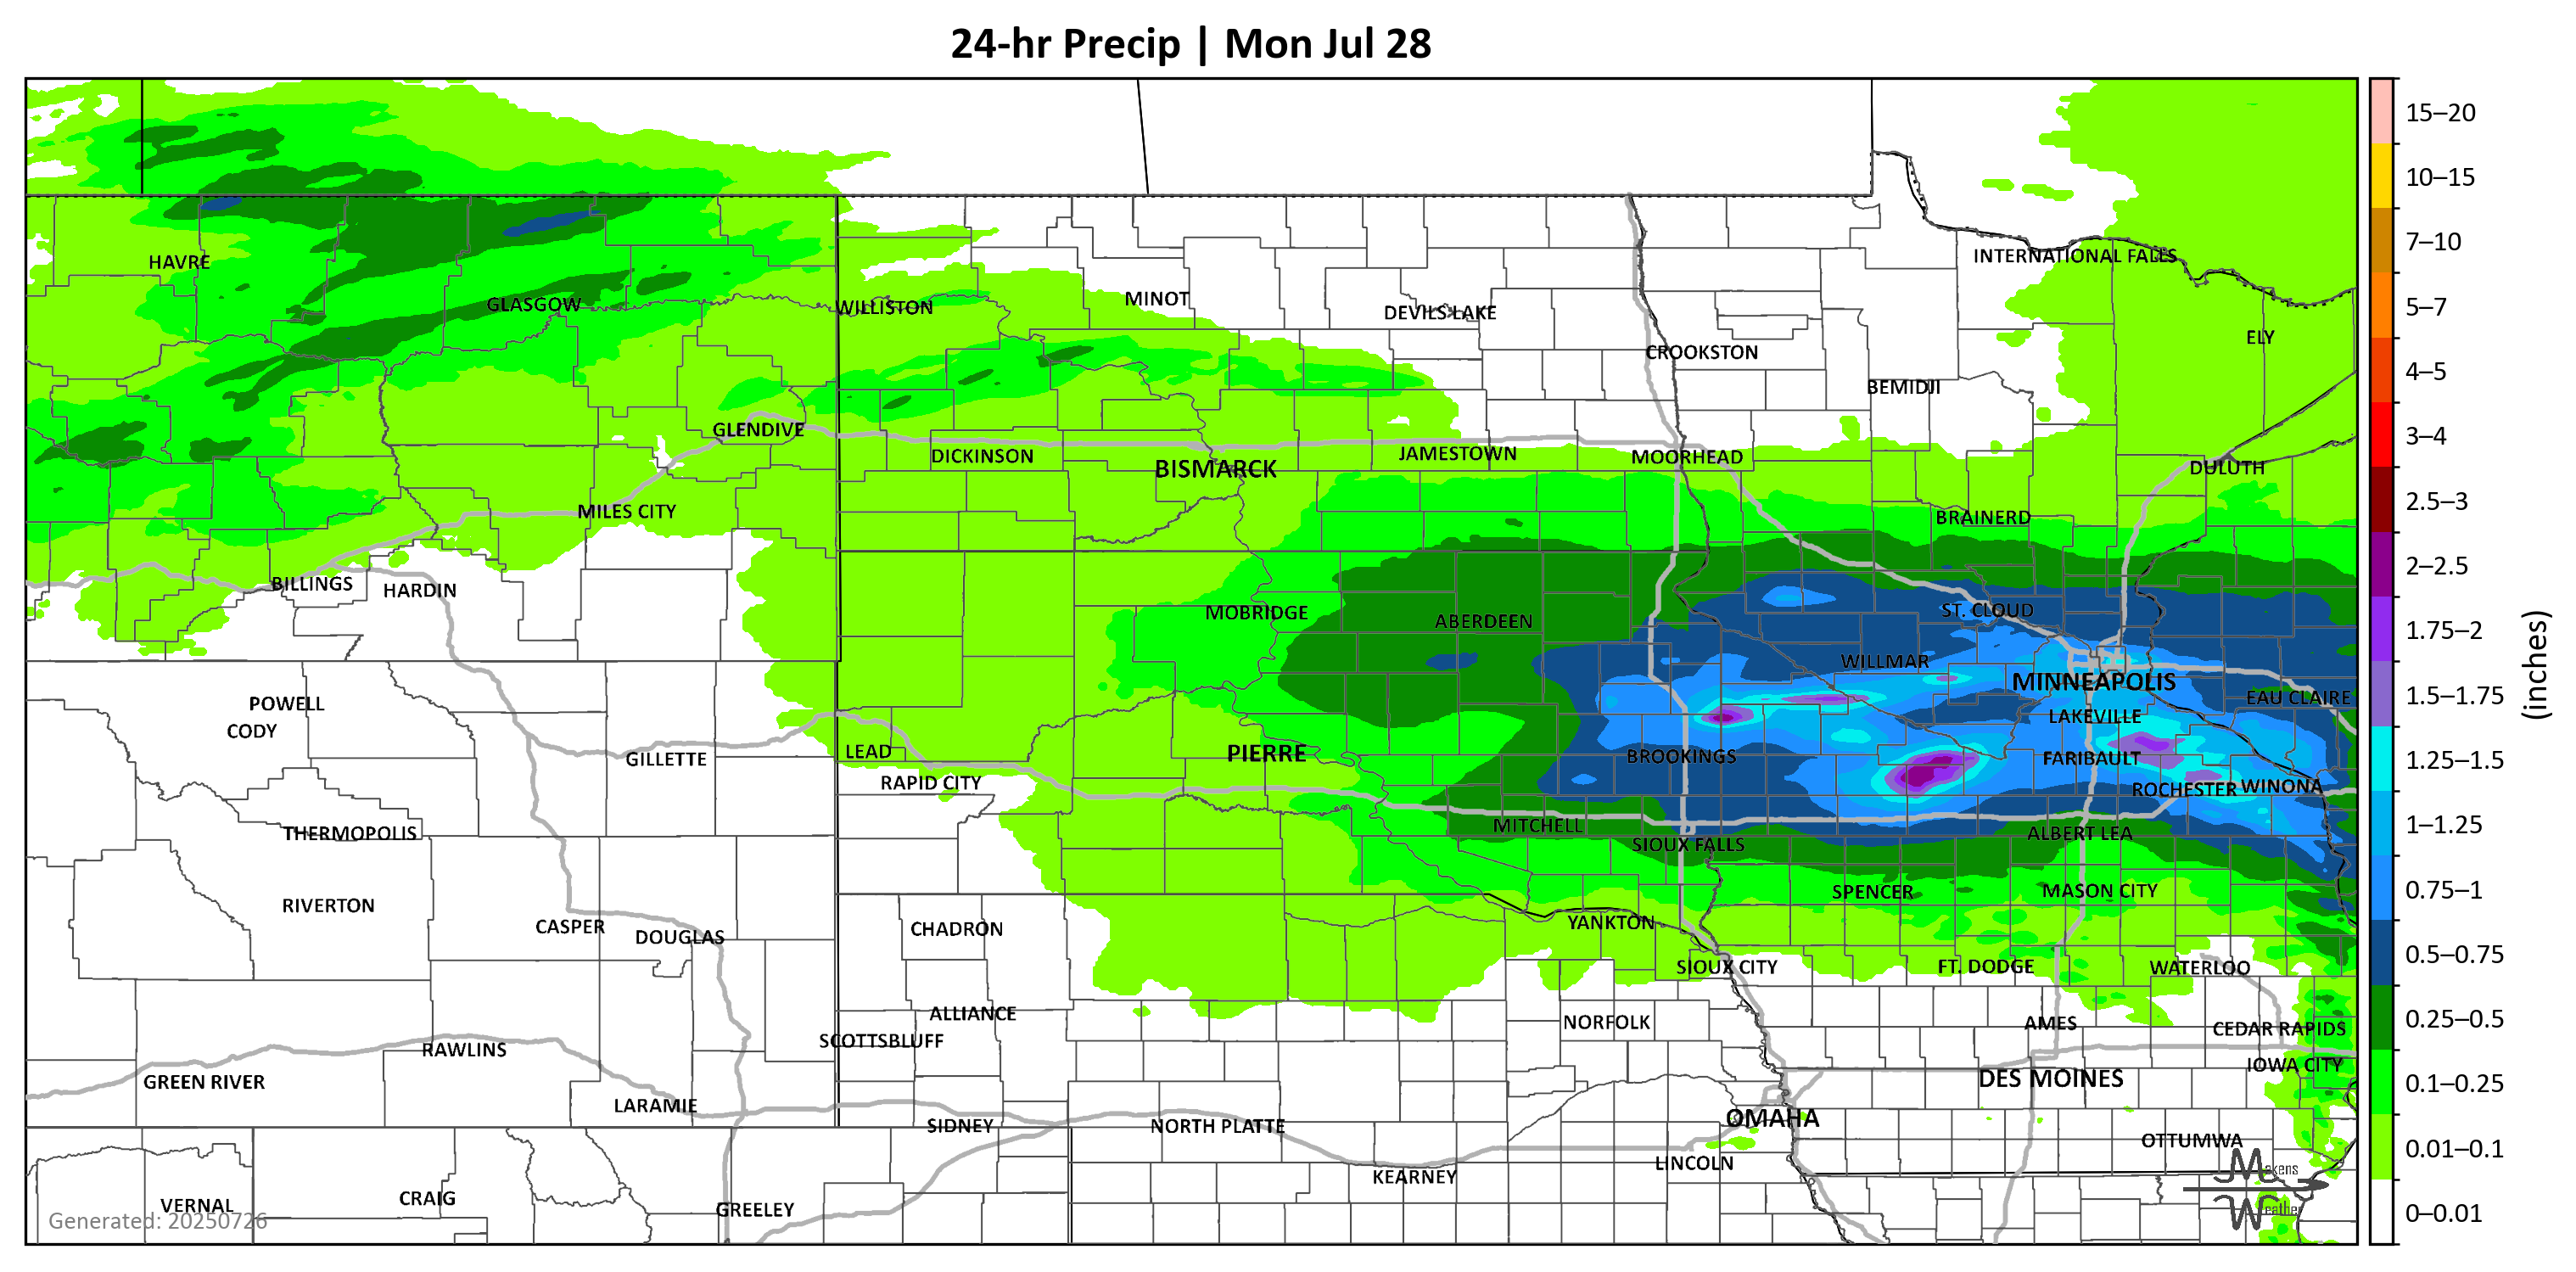 24-hr Precip | Mon Jul 28
15–20
10–15
7–10
5–7
4–5
3–4
2.5–3
2–2.5
1.75–2
1.5–1.75
1.25–1.5
1–1.25
0.75–1
0.5–0.75
0.25–0.5
0.1–0.25
0.01–0.1
0–0.01
(inches)
INTERNATIONAL FALLS
HAVRE
MINOT
GLASGOW
WILLISTON
DEVILS LAKE
ELY
CROOKSTON
BEMIDJI
GLENDIVE
DICKINSON
BISMARCK
JAMESTOWN
MOORHEAD
DULUTH
MILES CITY
BRAINERD
BILLINGS
HARDIN
MOBRIDGE
ABERDEEN
ST. CLOUD
WILLMAR
MINNEAPOLIS
EAU CLAIRE
POWELL
CODY
LAKEVILLE
GILLETTE
LEAD
PIERRE
BROOKINGS
FARIBAULT
RAPID CITY
ROCHESTER
WINONA
THERMOPOLIS
MITCHELL
SIOUX FALLS
ALBERT LEA
RIVERTON
SPENCER
MASON CITY
CASPER
DOUGLAS
CHADRON
YANKTON
SIOUX CITY
FT. DODGE
WATERLOO
ALLIANCE
SCOTTSBLUFF
NORFOLK
AMES
CEDAR RAPIDS
RAWLINS
IOWA CITY
GREEN RIVER
DES MOINES
LARAMIE
SIDNEY
NORTH PLATTE
OMAHA
OTTUMWA
LINCOLN
KEARNEY
VERNAL
CRAIG
GREELEY
Generated: 20250726
Makens
Weather